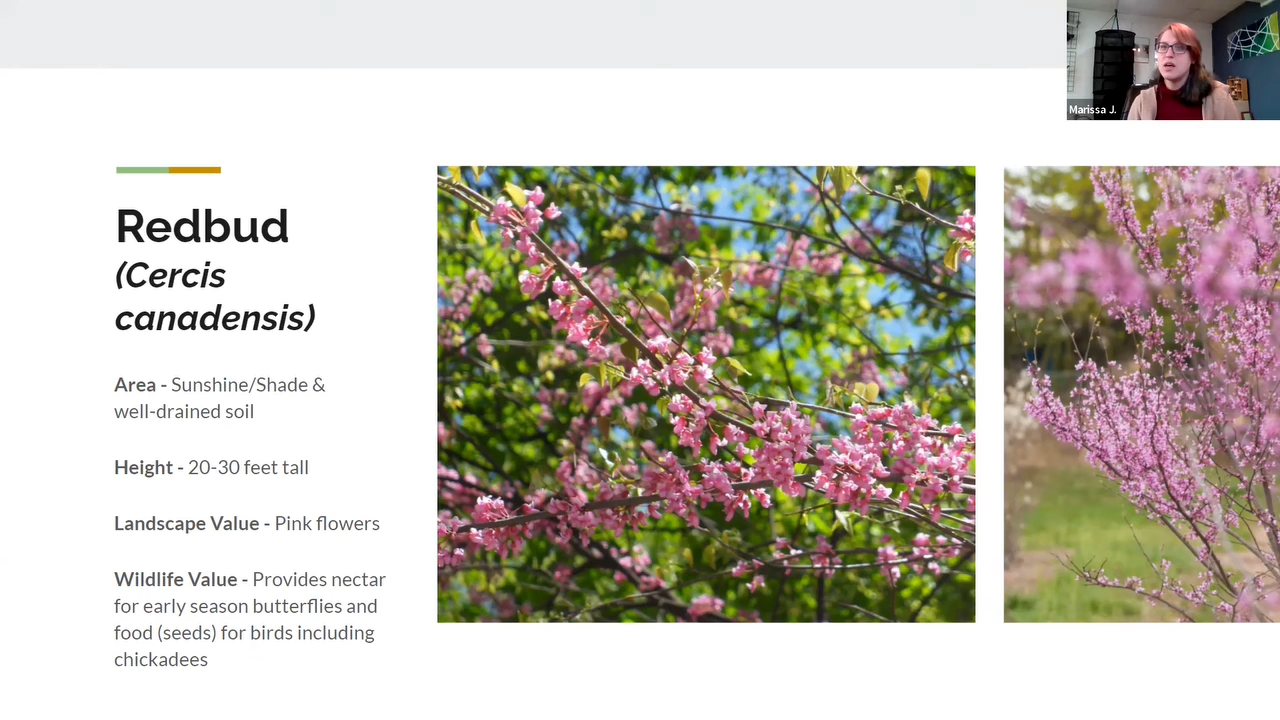 Marissa J.
Redbud
(Cercis
canadensis)
Area - Sunshine/Shade &
well-drained soil
Height - 20-30 feet tall
Landscape Value - Pink flowers
Wildlife Value - Provides nectar
for early season butterflies and
food (seeds) for birds including
chickadees